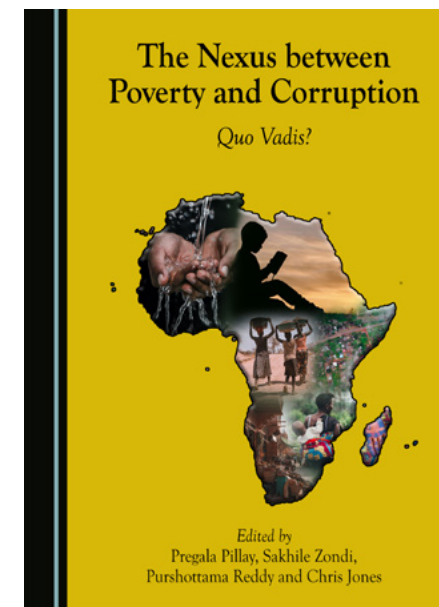 The Nexus between
Poverty and Corruption
Quo Vadis?
Edited by
Pregala Pillay, Sakhile Zondi,
Purshottama Reddy and Chris Jones